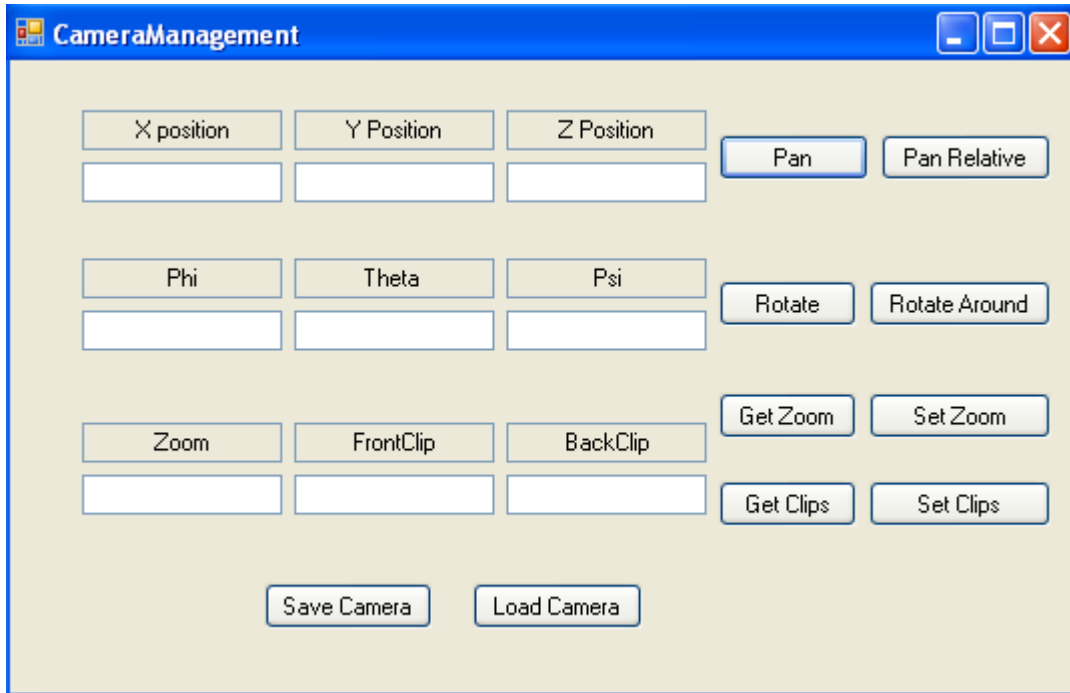 CameraManagement
X position Y Position Z Position
Pan Pan Relative
Phi Theta Psi
Rotate Rotate Around
Get Zoom Set Zoom
Zoom FrontClip BackClip
Get Clips Set Clips
Save Camera Load Camera